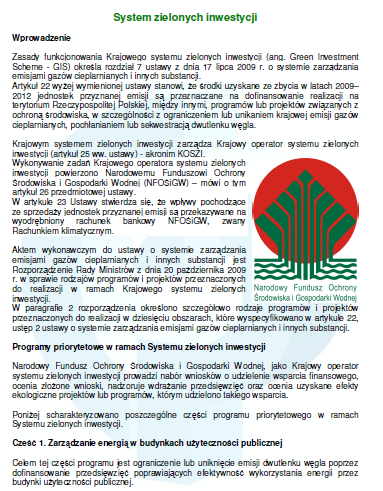 System zielonych inwestycji
Wprowadzenie
Zasady funkcjonowania Krajowego systemu zielonych inwestycji (ang. Green Investment
Scheme - GIS) określa rozdział 7 ustawy z dnia 17 lipca 2009 r. o systemie zarządzania
emisjami gazów cieplarnianych i innych substancji.
Artykuł 22 wyżej wymienionej ustawy stanowi, że środki uzyskane ze zbycia w latach 2009–
2012 jednostek przyznanej emisji są przeznaczane na dofinansowanie realizacji na
terytorium Rzeczypospolitej Polskiej, między innymi, programów lub projektów związanych z
ochroną środowiska, w szczególności z ograniczeniem lub unikaniem krajowej emisji gazów
cieplarnianych, pochłanianiem lub sekwestracją dwutlenku węgla.
Krajowym systemem zielonych inwestycji zarządza Krajowy operator systemu zielonych
inwestycji (artykuł 25 ww. ustawy) - akronim KOSZI.
Wykonywanie zadań Krajowego operatora systemu zielonych
inwestycji powierzono Narodowemu Funduszowi Ochrony
Środowiska i Gospodarki Wodnej (NFOŚiGW) – mówi o tym
artykuł 26 przedmiotowej ustawy.
W artykule 23 Ustawy stwierdza się, że wpływy pochodzące
ze sprzedaży jednostek przyznanej emisji są przekazywane na
wyodrębniony rachunek bankowy NFOŚiGW, zwany
Rachunkiem klimatycznym.
Aktem wykonawczym do ustawy o systemie zarządzania
emisjami gazów cieplarnianych i innych substancji jest
Rozporządzenie Rady Ministrów z dnia 20 października 2009
r. w sprawie rodzajów programów i projektów przeznaczonych
do realizacji w ramach Krajowego systemu zielonych
inwestycji.
Narodowy Fundusz Ochrony
Środowiska i Gospodarki Wodnej
W paragrafie 2 rozporządzenia określono szczegółowo rodzaje programów i projektów
przeznaczonych do realizacji w dziesięciu obszarach, które wyspecyfikowano w artykule 22,
ustęp 2 ustawy o systemie zarządzania emisjami gazów cieplarnianych i innych substancji.
Programy priorytetowe w ramach Systemu zielonych inwestycji
Narodowy Fundusz Ochrony Środowiska i Gospodarki Wodnej, jako Krajowy operator
systemu zielonych inwestycji prowadzi nabór wniosków o udzielenie wsparcia finansowego,
ocenia złożone wnioski, nadzoruje wdrażanie przedsięwzięć oraz ocenia uzyskane efekty
ekologiczne projektów lub programów, którym udzielono takiego wsparcia.
Poniżej scharakteryzowano poszczególne części programu priorytetowego w ramach
Systemu zielonych inwestycji.
Cześć 1. Zarządzanie energią w budynkach użyteczności publicznej
Celem tej części programu jest ograniczenie lub uniknięcie emisji dwutlenku węgla poprzez
dofinansowanie przedsięwzięć poprawiających efektywność wykorzystania energii przez
budynki użyteczności publicznej.